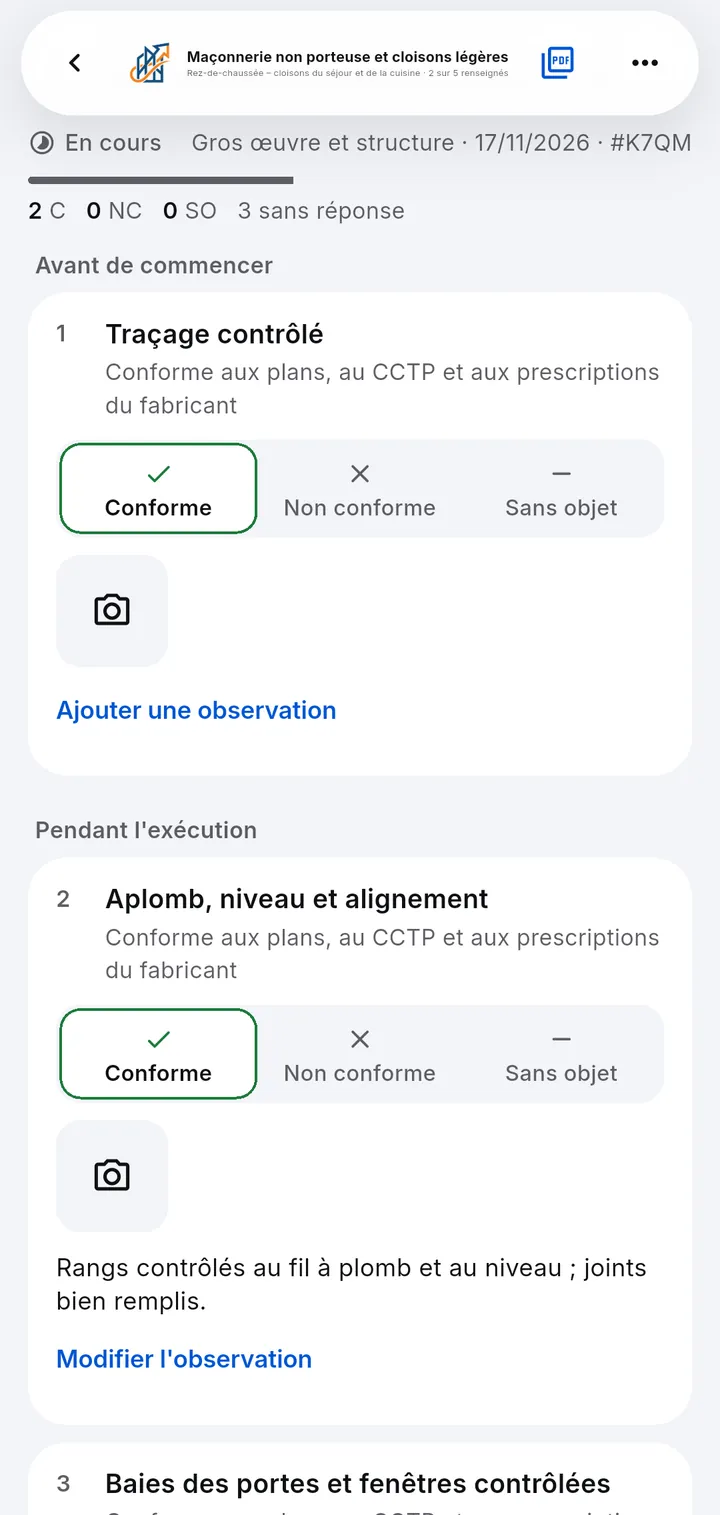 Maçonnerie non porteuse et cloisons légères
Rez-de-chaussée – cloisons du séjour et de la cuisine · 2 sur 5 renseignés
PDF
En cours Gros œuvre et structure · 17/11/2026 · #K7QM
2 C 0 NC 0 SO 3 sans réponse
Avant de commencer
1 Traçage contrôlé
Conforme aux plans, au CCTP et aux prescriptions
du fabricant
Conforme Non conforme Sans objet
Ajouter une observation
Pendant l'exécution
2 Aplomb, niveau et alignement
Conforme aux plans, au CCTP et aux prescriptions
du fabricant
Conforme Non conforme Sans objet
Rangs contrôlés au fil à plomb et au niveau ; joints
bien remplis.
Modifier l'observation
3 Baies des portes et fenêtres contrôlées